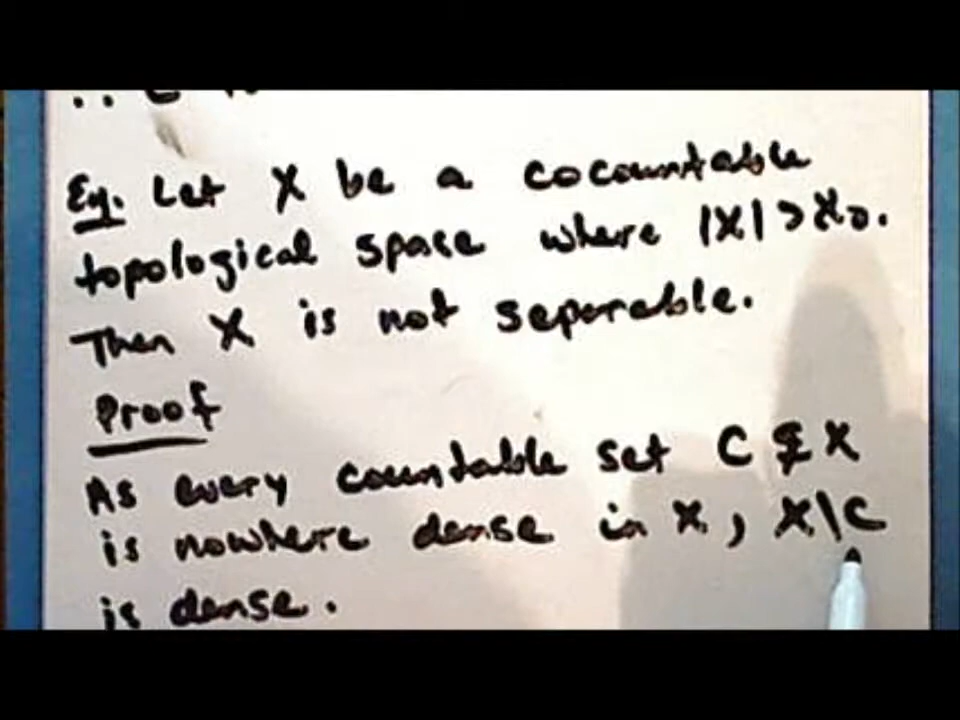 Eg. Let X be a cocountable
topological space where |X| > ℵ₀.
Then X is not separable.
Proof
As every countable set C ⊊ X
is nowhere dense in X, X\C
is dense.